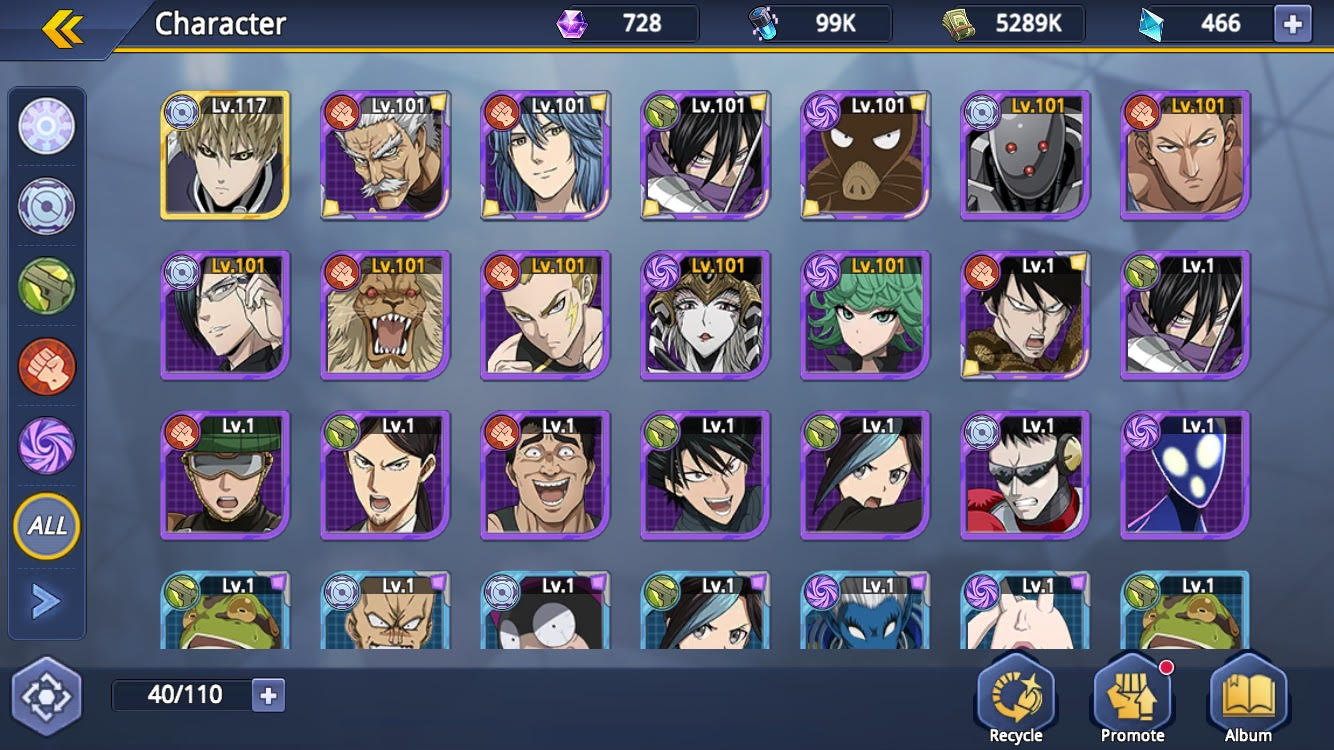 Character 728 99K 5289K 466
Lv.117 Lv.101 Lv.101 Lv.101 Lv.101 Lv.101 Lv.101
Lv.101 Lv.101 Lv.101 Lv.101 Lv.101 Lv.1 Lv.1
Lv.1 Lv.1 Lv.1 Lv.1 Lv.1 Lv.1 Lv.1
ALL
Lv.1 Lv.1 Lv.1 Lv.1 Lv.1 Lv.1 Lv.1
40/110
Recycle Promote Album